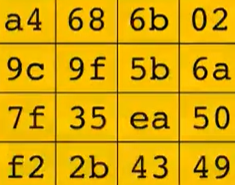 a4 68 6b 02
9c 9f 5b 6a
7f 35 ea 50
f2 2b 43 49